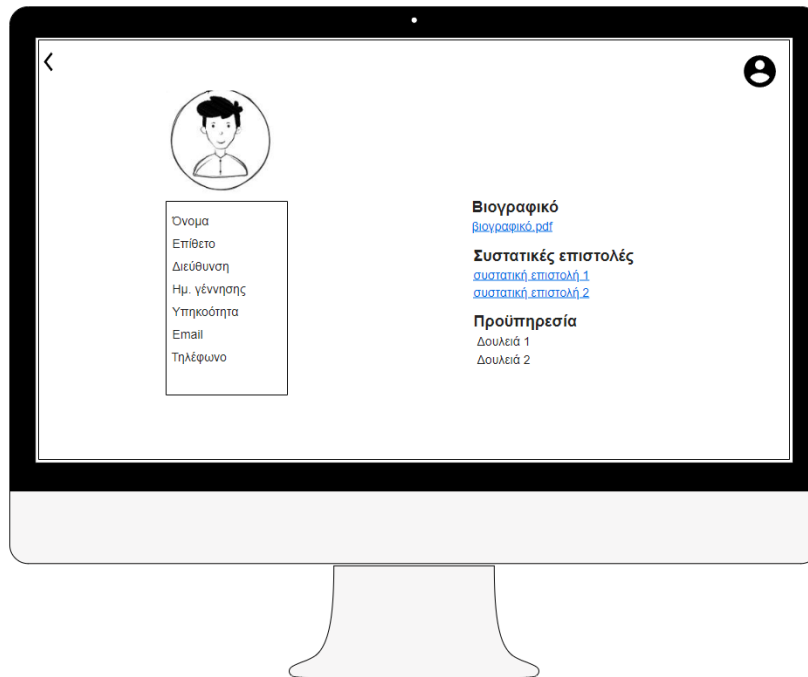 Όνομα
Επίθετο
Διεύθυνση
Ημ. γέννησης
Υπηκοότητα
Email
Τηλέφωνο
Βιογραφικό
βιογραφικό.pdf
Συστατικές επιστολές
συστατική επιστολή 1
συστατική επιστολή 2
Προϋπηρεσία
Δουλειά 1
Δουλειά 2